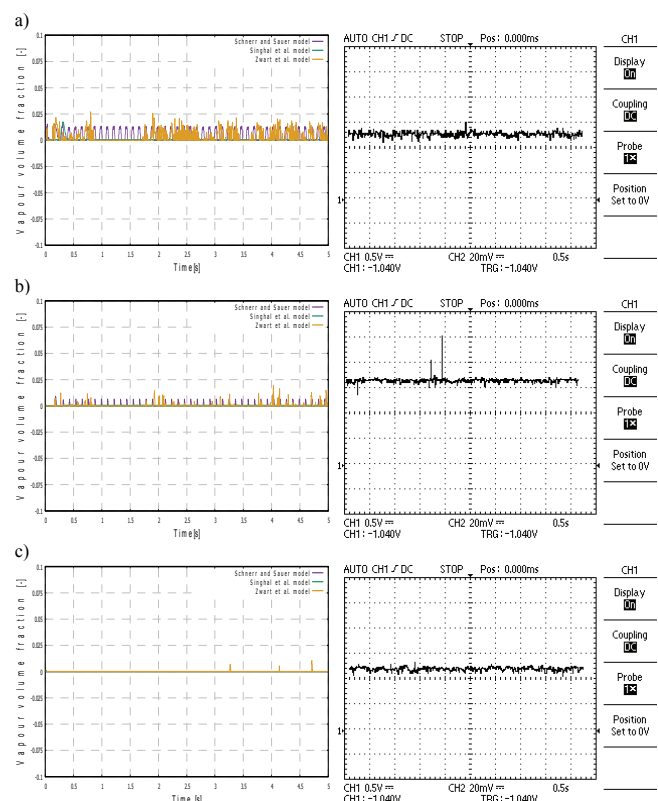 a)
0.1
0.075
0.05
0.025
0
-0.025
-0.05
-0.075
-0.1
Vapour volume fraction [-]
Schnerr and Sauer model
Singhal et al. model
Zwart et al. model
0 0.5 1 1.5 2 2.5 3 3.5 4 4.5 5
Time[s]
AUTO CH1 DC STOP Pos: 0.000ms CH1
Display
On
Coupling
DC
Probe
1×
Position
Set to 0V
1
CH1 0.5V CH2 20mV 0.5s
CH1: -1.040V TRG: -1.040V
b)
0.1
0.075
0.05
0.025
0
-0.025
-0.05
-0.075
-0.1
Vapour volume fraction [-]
Schnerr and Sauer model
Singhal et al. model
Zwart et al. model
0 0.5 1 1.5 2 2.5 3 3.5 4 4.5 5
Time[s]
AUTO CH1 DC STOP Pos: 0.000ms CH1
Display
On
Coupling
DC
Probe
1×
Position
Set to 0V
1
CH1 0.5V CH2 20mV 0.5s
CH1: -1.040V TRG: -1.040V
c)
0.1
0.075
0.05
0.025
0
-0.025
-0.05
-0.075
-0.1
Vapour volume fraction [-]
Schnerr and Sauer model
Singhal et al. model
Zwart et al. model
0 0.5 1 1.5 2 2.5 3 3.5 4 4.5 5
Time [s]
AUTO CH1 DC STOP Pos: 0.000ms CH1
Display
On
Coupling
DC
Probe
1×
Position
Set to 0V
1
CH1 0.5V CH2 20mV 0.5s
CH1: -1.040V TRG: -1.040V